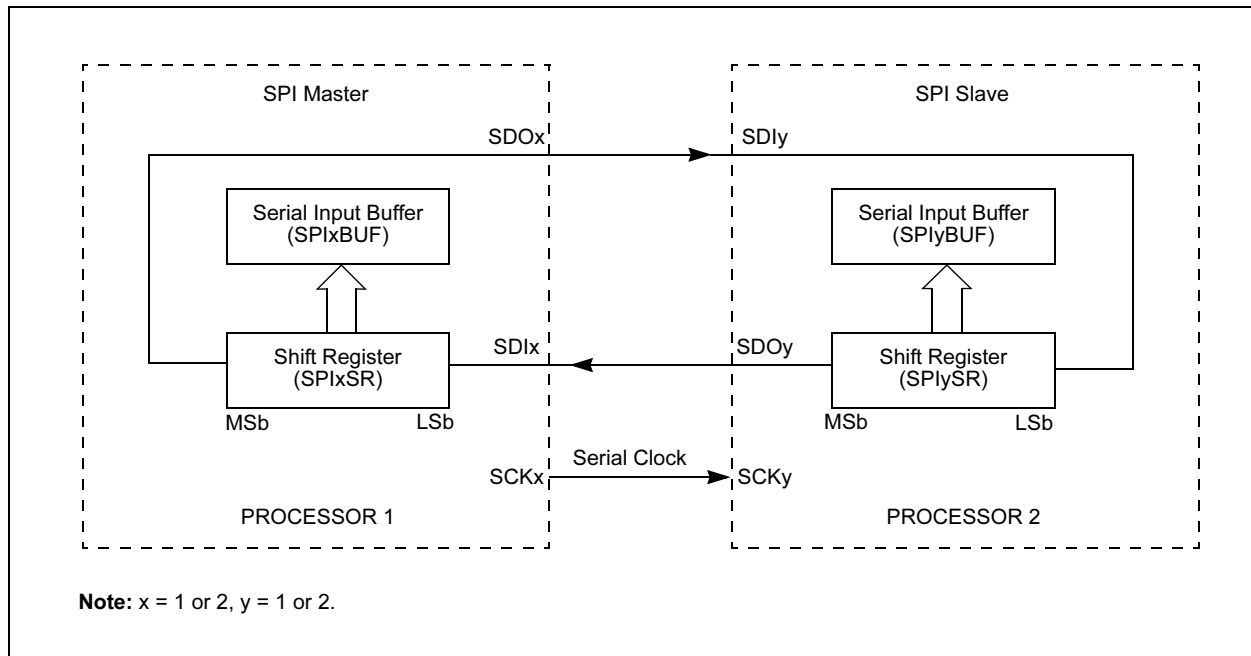 SPI Master
SPI Slave
SDOx
SDIy
Serial Input Buffer
(SPIxBUF)
Serial Input Buffer
(SPIyBUF)
SDIx
SDOy
Shift Register
(SPIxSR)
Shift Register
(SPIySR)
MSb
LSb
MSb
LSb
Serial Clock
SCKx
SCKy
PROCESSOR 1
PROCESSOR 2
Note: x = 1 or 2, y = 1 or 2.